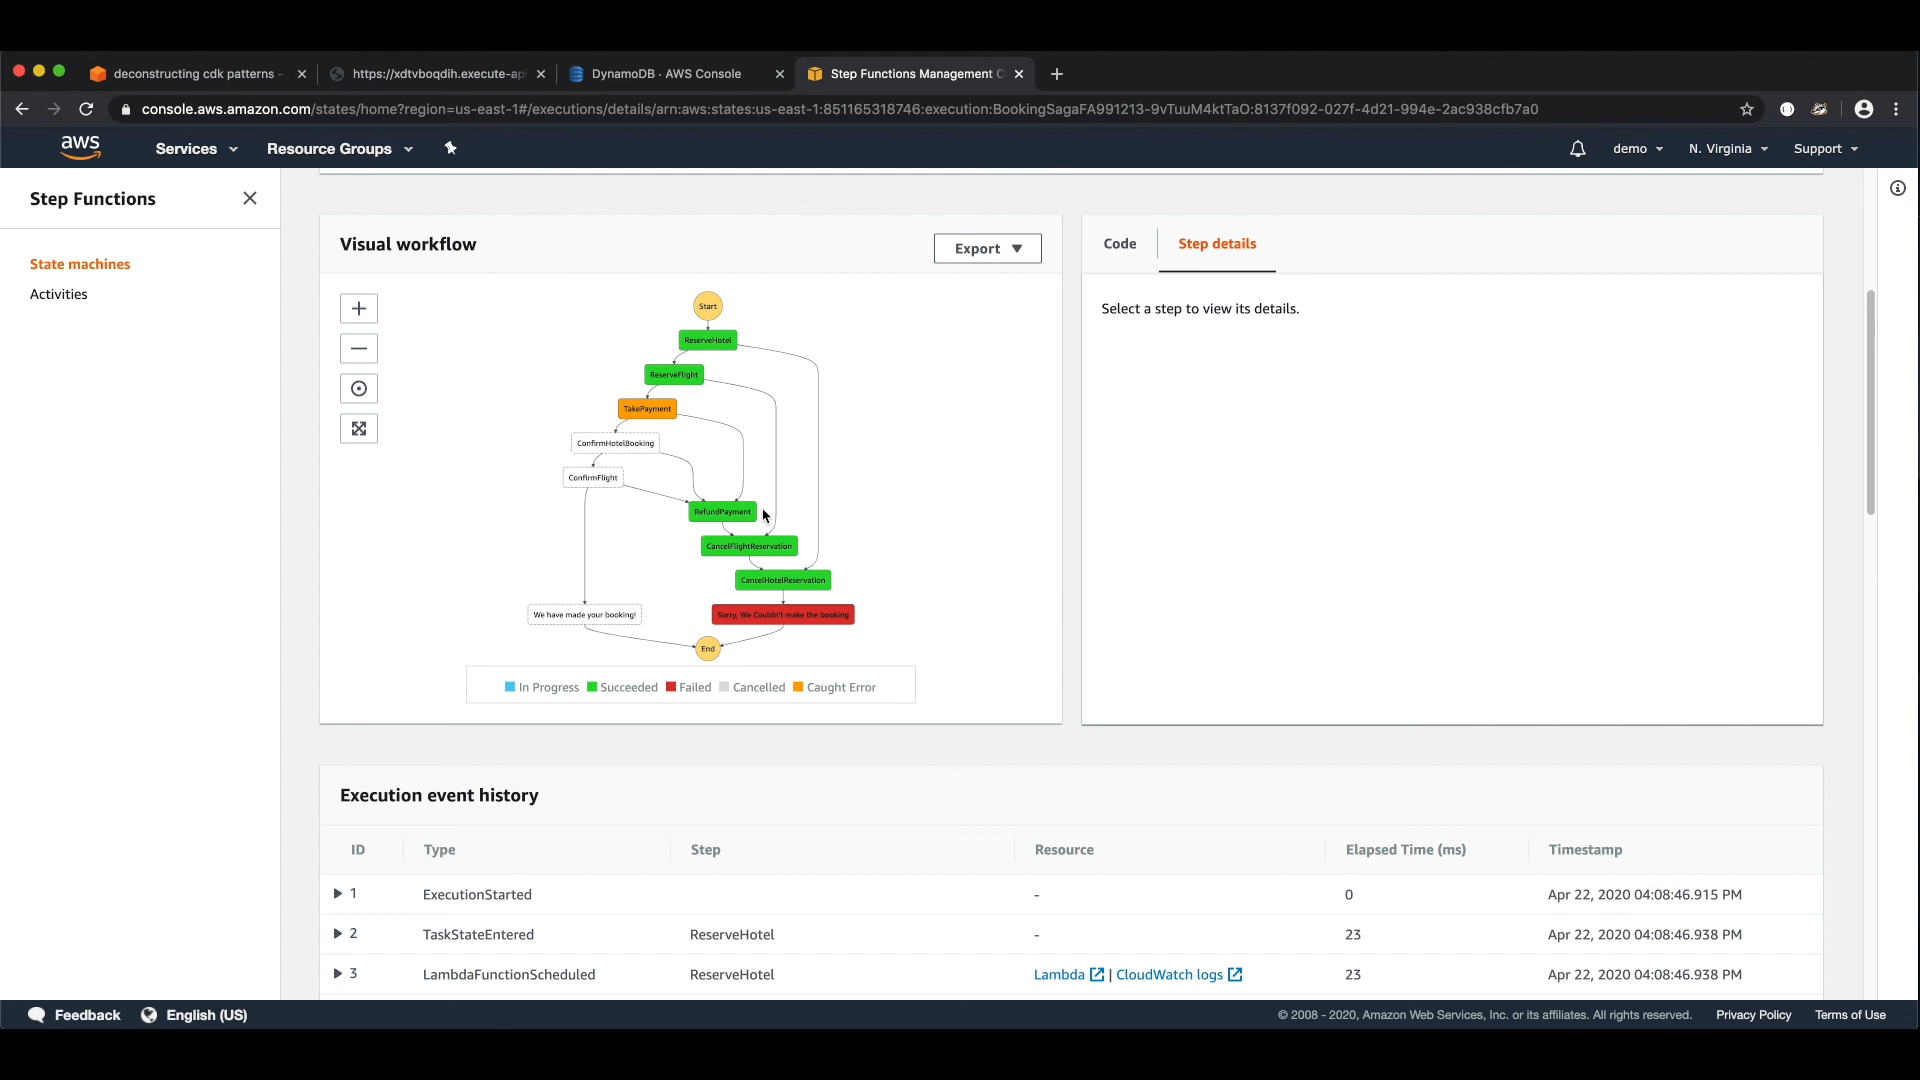 deconstructing cdk patterns -
https://xdtvboqdih.execute-api
DynamoDB · AWS Console
Step Functions Management C
console.aws.amazon.com/states/home?region=us-east-1#/executions/details/arn:aws:states:us-east-1:851165318746:execution:BookingSagaFA991213-9vTuuM4ktTaO:8137f092-027f-4d21-994e-2ac938cfb7a0
aws
Services
Resource Groups
demo
N. Virginia
Support
Step Functions
State machines
Activities
Visual workflow
Export
Code
Step details
Select a step to view its details.
Start
ReserveHotel
ReserveFlight
TakePayment
ConfirmHotelBooking
ConfirmFlight
RefundPayment
CancelFlightReservation
CancelHotelReservation
We have made your booking!
Sorry, We Couldn't make the booking
End
In Progress
Succeeded
Failed
Cancelled
Caught Error
Execution event history
ID Type Step Resource Elapsed Time (ms) Timestamp
1 ExecutionStarted - 0 Apr 22, 2020 04:08:46.915 PM
2 TaskStateEntered ReserveHotel - 23 Apr 22, 2020 04:08:46.938 PM
3 LambdaFunctionScheduled ReserveHotel Lambda | CloudWatch logs 23 Apr 22, 2020 04:08:46.938 PM
Feedback
English (US)
© 2008 - 2020, Amazon Web Services, Inc. or its affiliates. All rights reserved.
Privacy Policy
Terms of Use